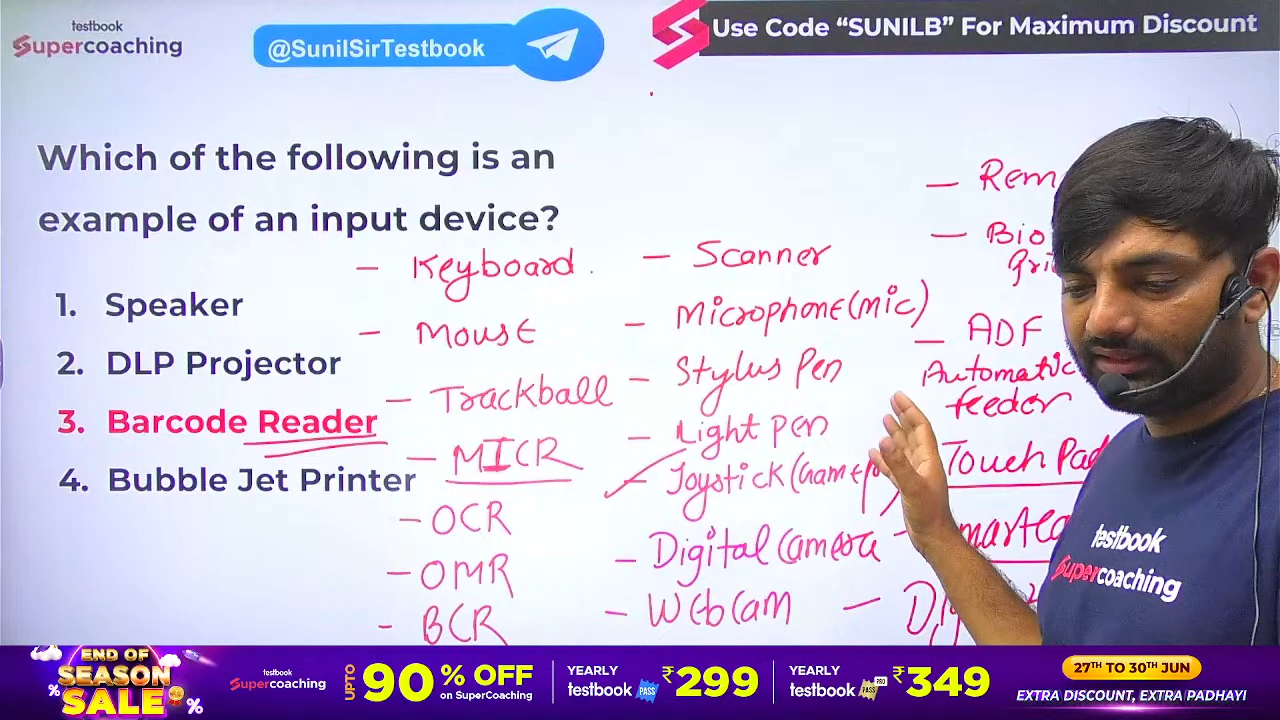 testbook
Supercoaching
@SunilSirTestbook
Use Code “SUNILB” For Maximum Discount
Which of the following is an
example of an input device?
1. Speaker
2. DLP Projector
3. Barcode Reader
4. Bubble Jet Printer
– Keyboard
– Mouse
– Trackball
– MICR
– OCR
– OMR
- BCR
– Scanner
– Microphone(mic)
– Stylus Pen
– Light pen
– Joystick (Gamep
– Digital Camera
– Webcam
– Rem
– Bio
– ADF
Automatic
feeder
Touch Pad
testbook
Supercoaching
END OF
SEASON
SALE
%
%
testbook
Supercoaching
UPTO
90% OFF
on SuperCoaching
YEARLY
testbook PASS
₹299
YEARLY
testbook PASS PRO
₹349
27TH TO 30TH JUN
EXTRA DISCOUNT, EXTRA PADHAYI